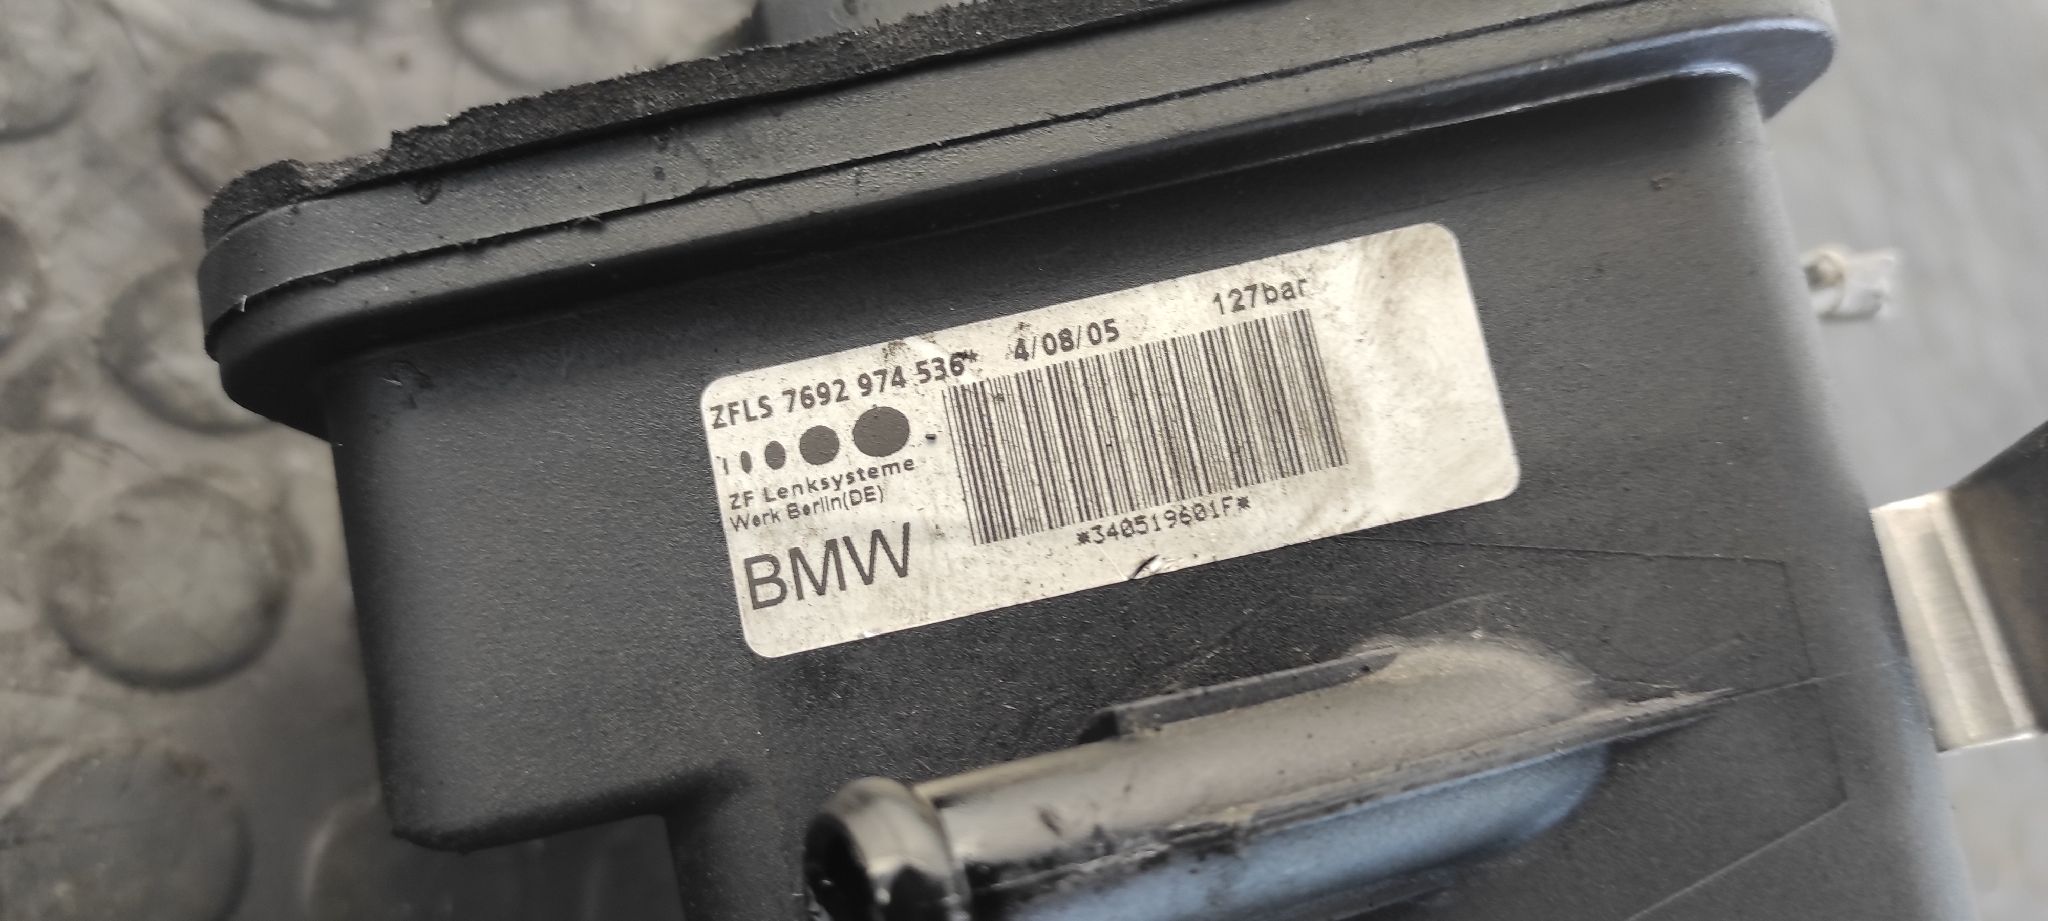 ZFLS 7692 974 536* 4/08/05 127bar
ZF Lenksysteme
Werk Berlin(DE)
BMW
*340519601F*